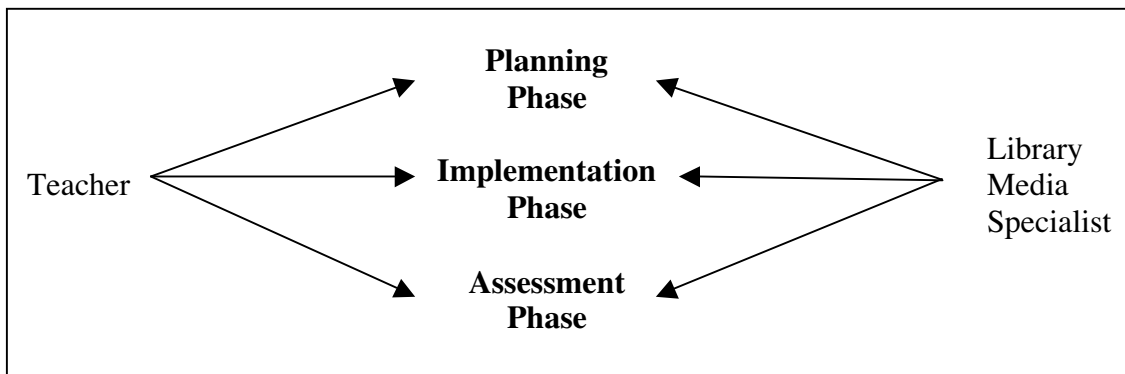 Planning
Phase
Teacher
Implementation
Phase
Library
Media
Specialist
Assessment
Phase